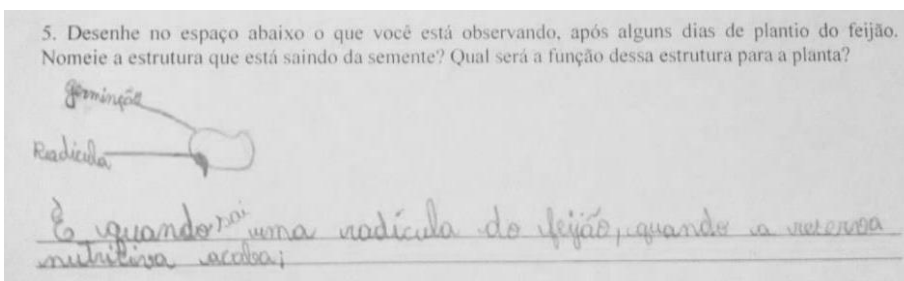 5. Desenhe no espaço abaixo o que você está observando, após alguns dias de plantio do feijão.
Nomeie a estrutura que está saindo da semente? Qual será a função dessa estrutura para a planta?
germinção
Radícula
É quando sai uma radícula do feijão, quando a reserva
nutritiva acaba;